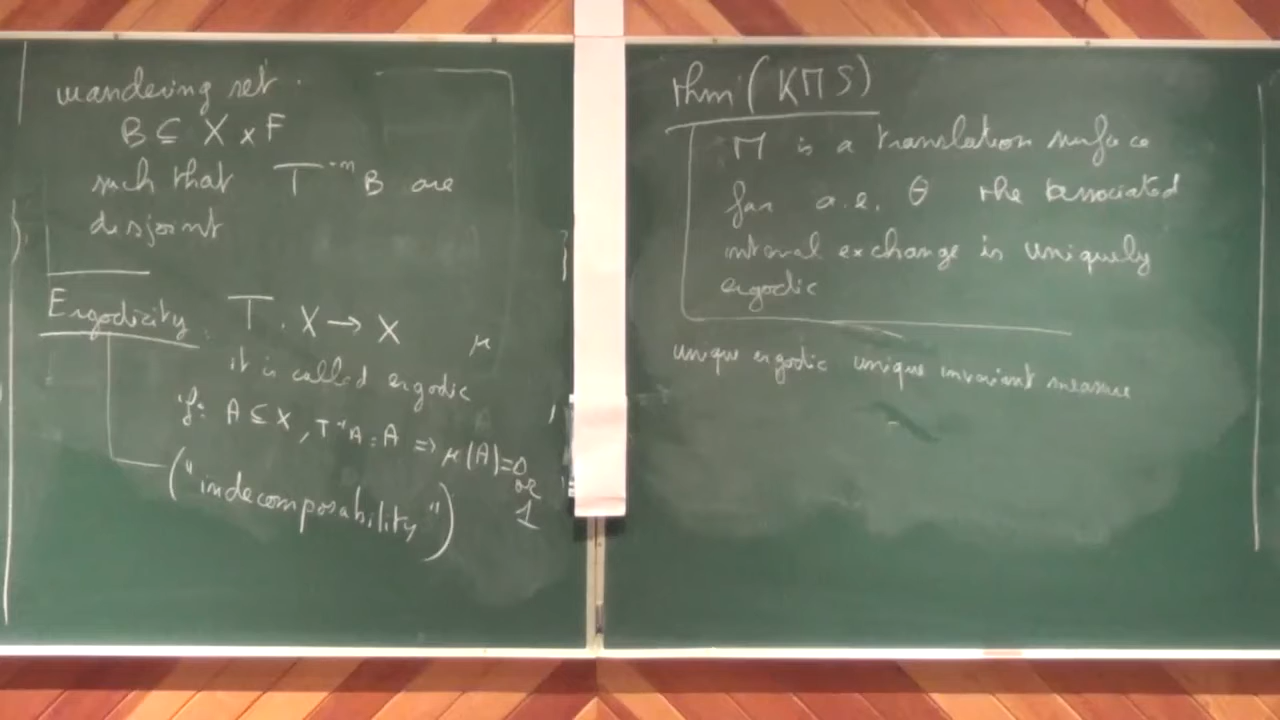 wandering set.
B ⊆ X × F
such that T⁻ⁿ B are
disjoint
Ergodicity. T : X → X μ
it is called ergodic
if: A ⊆ X, T⁻¹A = A ⇒ μ(A)=0
or
1
("indecomposability")
thm (KMS)
M is a translation surface
for a.e. θ the associated
interval exchange is uniquely
ergodic
unique ergodic unique invariant measure